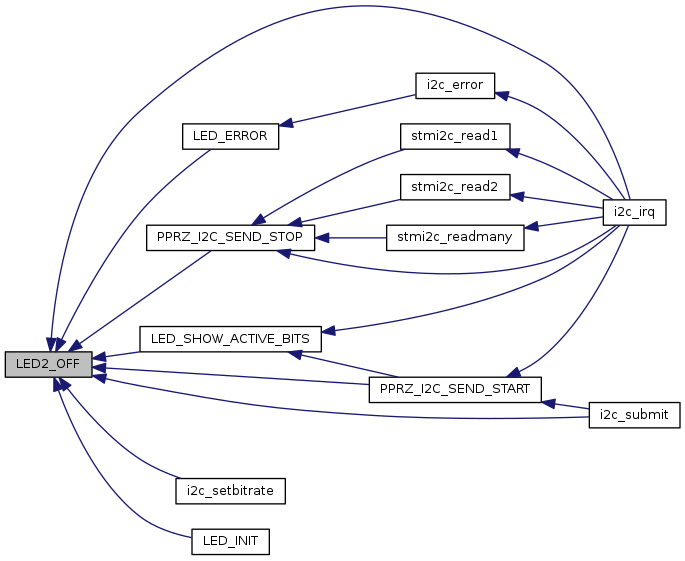 i2c_error
LED_ERROR
stmi2c_read1
stmi2c_read2
i2c_irq
PPRZ_I2C_SEND_STOP
stmi2c_readmany
LED_SHOW_ACTIVE_BITS
LED2_OFF
PPRZ_I2C_SEND_START
i2c_submit
i2c_setbitrate
LED_INIT